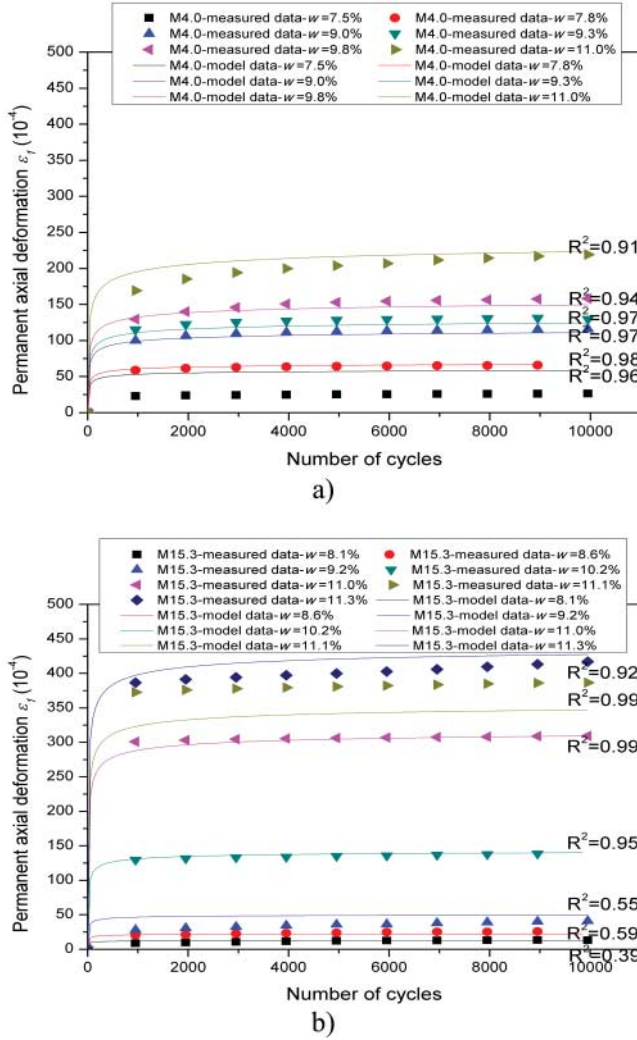 M4.0-measured data-w=7.5% M4.0-measured data-w=7.8%
M4.0-measured data-w=9.0% M4.0-measured data-w=9.3%
M4.0-measured data-w=9.8% M4.0-measured data-w=11.0%
M4.0-model data-w=7.5% M4.0-model data-w=7.8%
M4.0-model data-w=9.0% M4.0-model data-w=9.3%
M4.0-model data-w=9.8% M4.0-model data-w=11.0%
Permanent axial deformation ε₁ (10⁻⁴)
500
450
400
350
300
250
200
150
100
50
0
R²=0.91
R²=0.94
R²=0.97
R²=0.97
R²=0.98
R²=0.96
0 2000 4000 6000 8000 10000
Number of cycles
a)
M15.3-measured data-w=8.1% M15.3-measured data-w=8.6%
M15.3-measured data-w=9.2% M15.3-measured data-w=10.2%
M15.3-measured data-w=11.0% M15.3-measured data-w=11.1%
M15.3-measured data-w=11.3% M15.3-model data-w=8.1%
M15.3-model data-w=8.6% M15.3-model data-w=9.2%
M15.3-model data-w=10.2% M15.3-model data-w=11.0%
M15.3-model data-w=11.1% M15.3-model data-w=11.3%
Permanent axial deformation ε₁ (10⁻⁴)
500
450
400
350
300
250
200
150
100
50
0
R²=0.92
R²=0.99
R²=0.99
R²=0.95
R²=0.55
R²=0.59
R²=0.39
0 2000 4000 6000 8000 10000
Number of cycles
b)